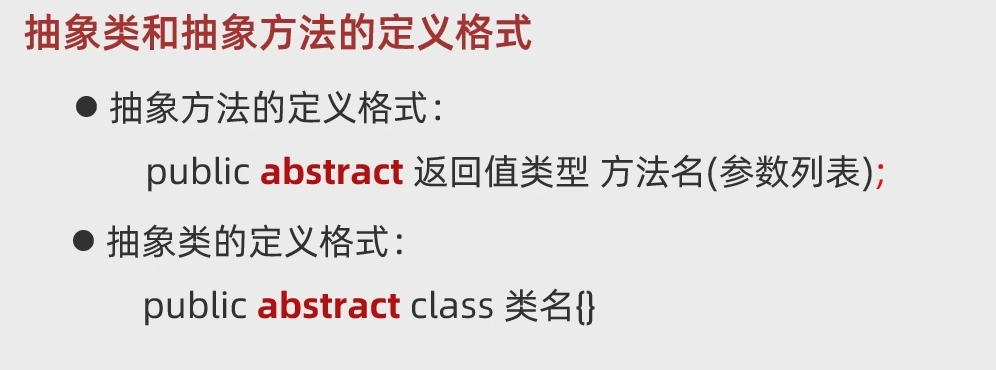 抽象类和抽象方法的定义格式
● 抽象方法的定义格式：
public abstract 返回值类型 方法名(参数列表);
● 抽象类的定义格式：
public abstract class 类名{}